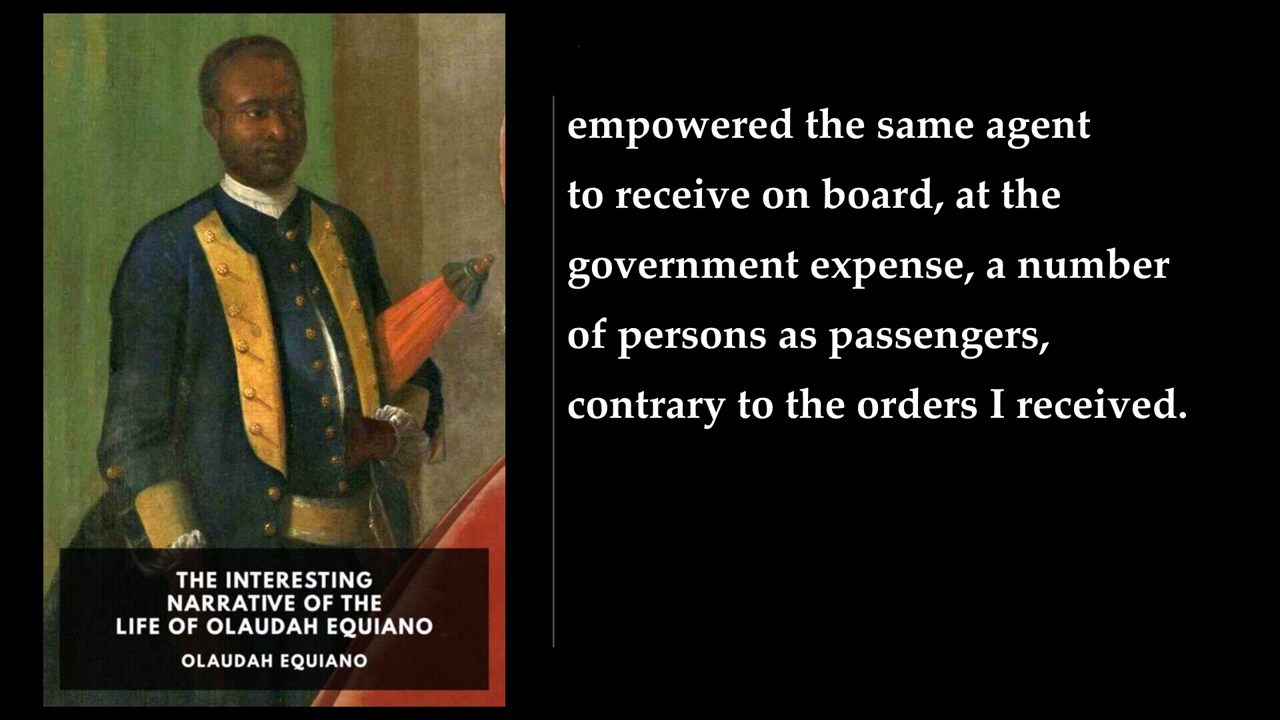 empowered the same agent
to receive on board, at the
government expense, a number
of persons as passengers,
contrary to the orders I received.
THE INTERESTING
NARRATIVE OF THE
LIFE OF OLAUDAH EQUIANO
OLAUDAH EQUIANO